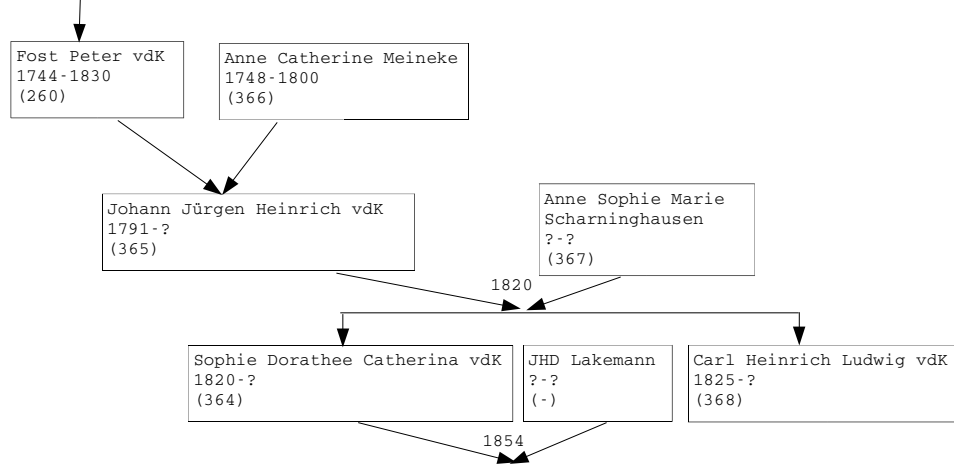 Fost Peter vdK
1744-1830
(260)
Anne Catherine Meineke
1748-1800
(366)
Johann Jürgen Heinrich vdK
1791-?
(365)
Anne Sophie Marie
Scharninghausen
?-?
(367)
1820
Sophie Dorathee Catherina vdK
1820-?
(364)
JHD Lakemann
?-?
(-)
Carl Heinrich Ludwig vdK
1825-?
(368)
1854